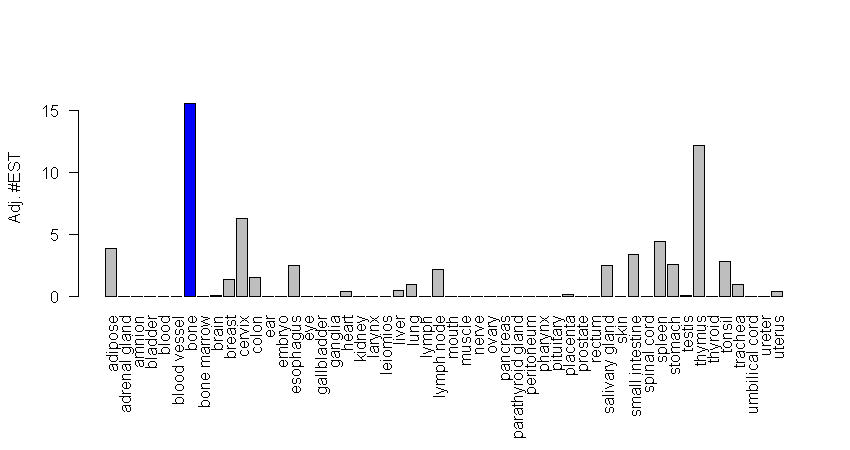 Adj. #EST
15
10
5
0
adipose
adrenal gland
amnion
bladder
blood
blood vessel
bone
bone marrow
brain
breast
cervix
colon
ear
embryo
esophagus
eye
gallbladder
ganglia
heart
kidney
larynx
leiomios
liver
lung
lymph
lymph node
mouth
muscle
nerve
ovary
pancreas
parathyroid gland
peritoneum
pharynx
pituitary
placenta
prostate
rectum
salivary gland
skin
small intestine
spinal cord
spleen
stomach
testis
thymus
thyroid
tonsil
trachea
umbilical cord
ureter
uterus